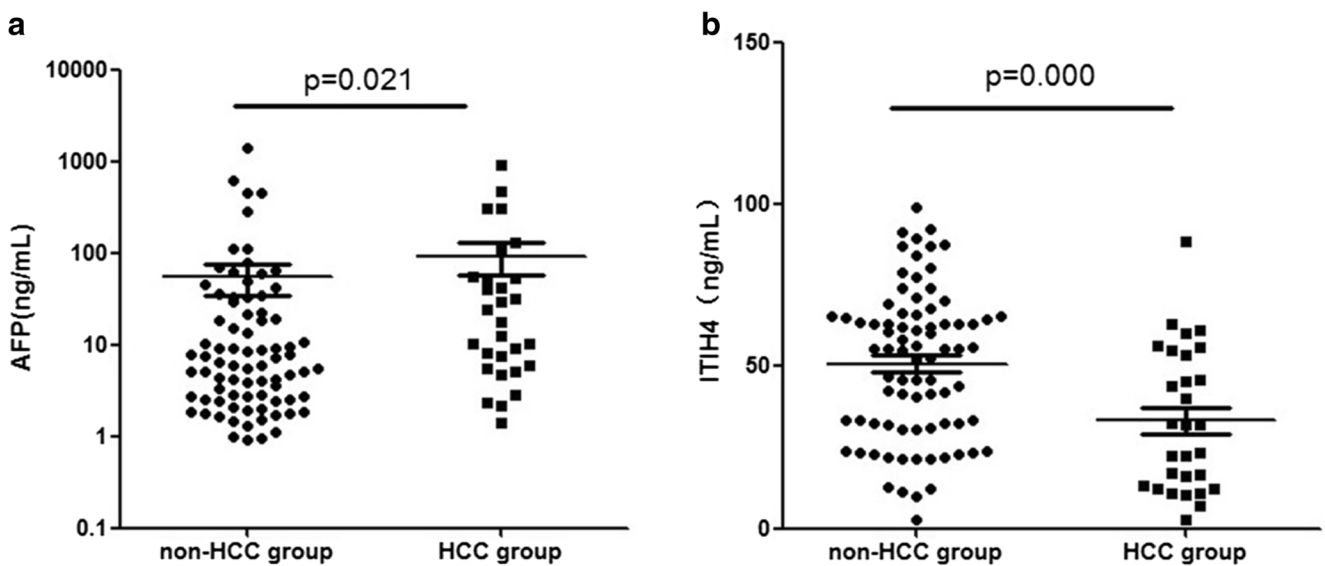 a
AFP(ng/mL)
10000
1000
100
10
1
0.1
p=0.021
non-HCC group
HCC group
b
ITIH4 (ng/mL)
150
100
50
0
p=0.000
non-HCC group
HCC group